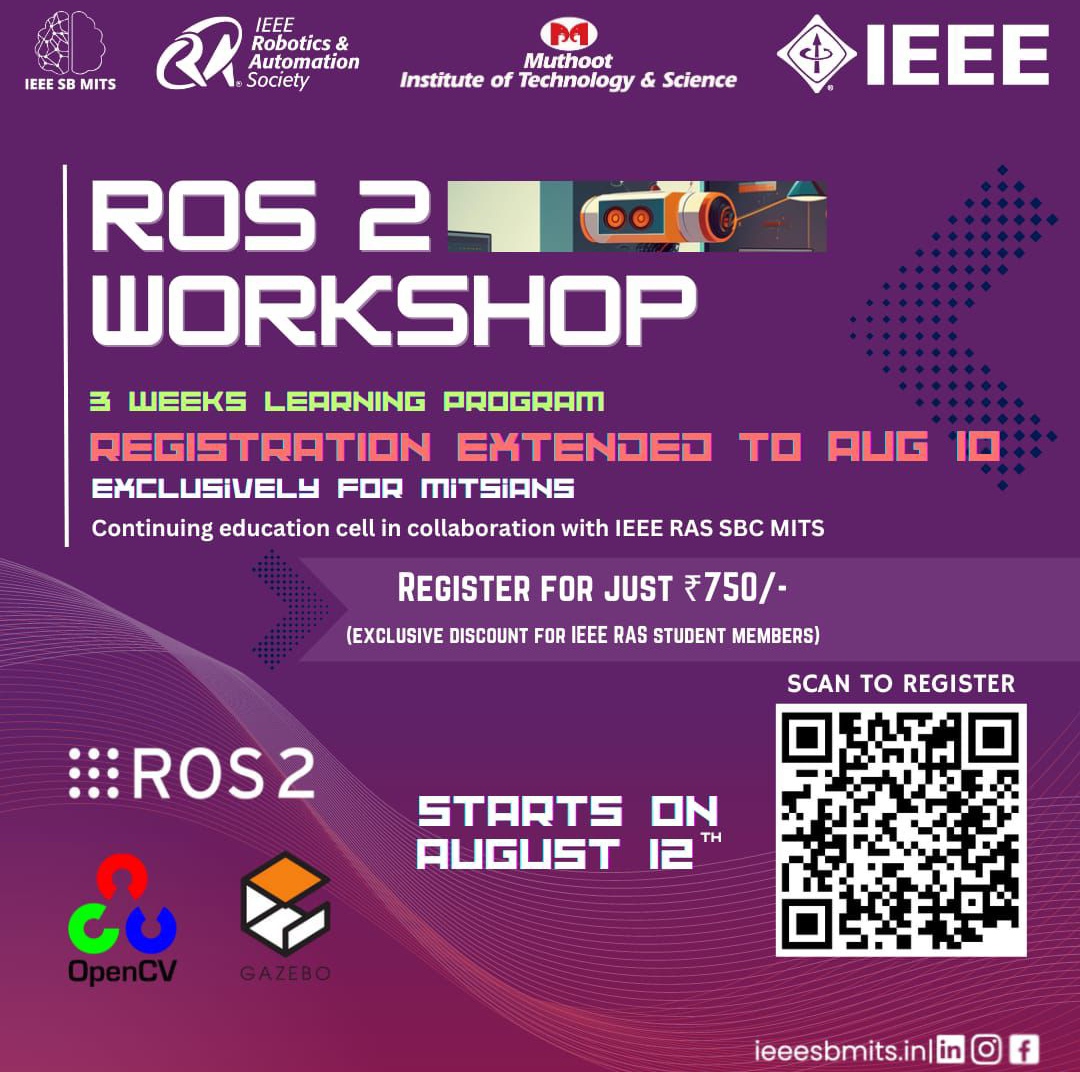 IEEE SB MITS
IEEE
Robotics &
Automation
Society
RA
®
Muthoot
Institute of Technology & Science
IEEE
®
ROS 2
WORKSHOP
3 WEEKS LEARNING PROGRAM
REGISTRATION EXTENDED TO AUG 10
EXCLUSiVELY FOR MiTSiANS
Continuing education cell in collaboration with IEEE RAS SBC MITS
REGISTER FOR JUST ₹750/-
(EXCLUSIVE DISCOUNT FOR IEEE RAS STUDENT MEMBERS)
SCAN TO REGISTER
ROS 2
STARTS ON
AUGUST 12TH
OpenCV
GAZEBO
ieeesbmits.in|